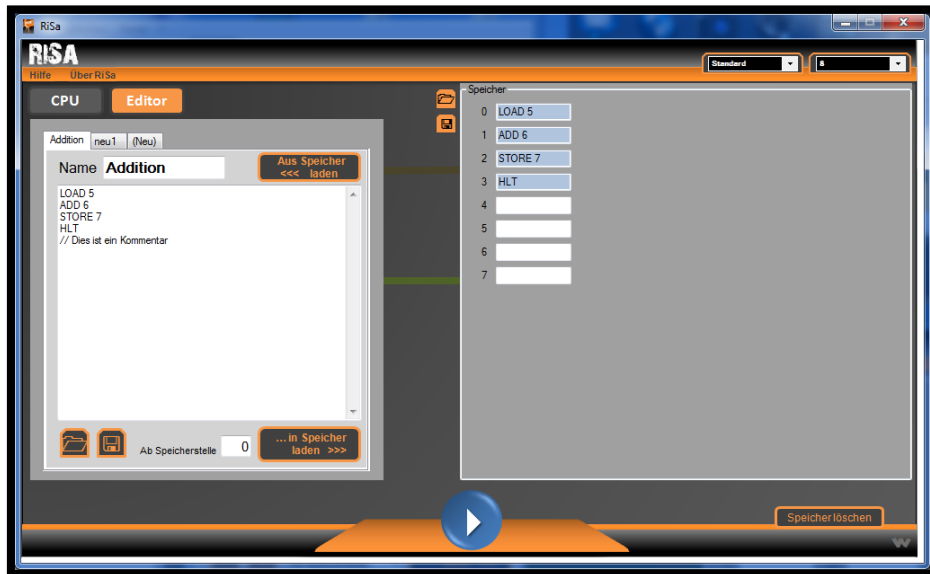 RiSa
RISA
Hilfe Über RiSa
Standard
8
CPU
Editor
Addition
neu1
(Neu)
Name Addition
Aus Speicher
<<< laden
LOAD 5
ADD 6
STORE 7
HLT
// Dies ist ein Kommentar
Ab Speicherstelle 0
...in Speicher
laden >>>
Speicher
0 LOAD 5
1 ADD 6
2 STORE 7
3 HLT
4
5
6
7
Speicher löschen